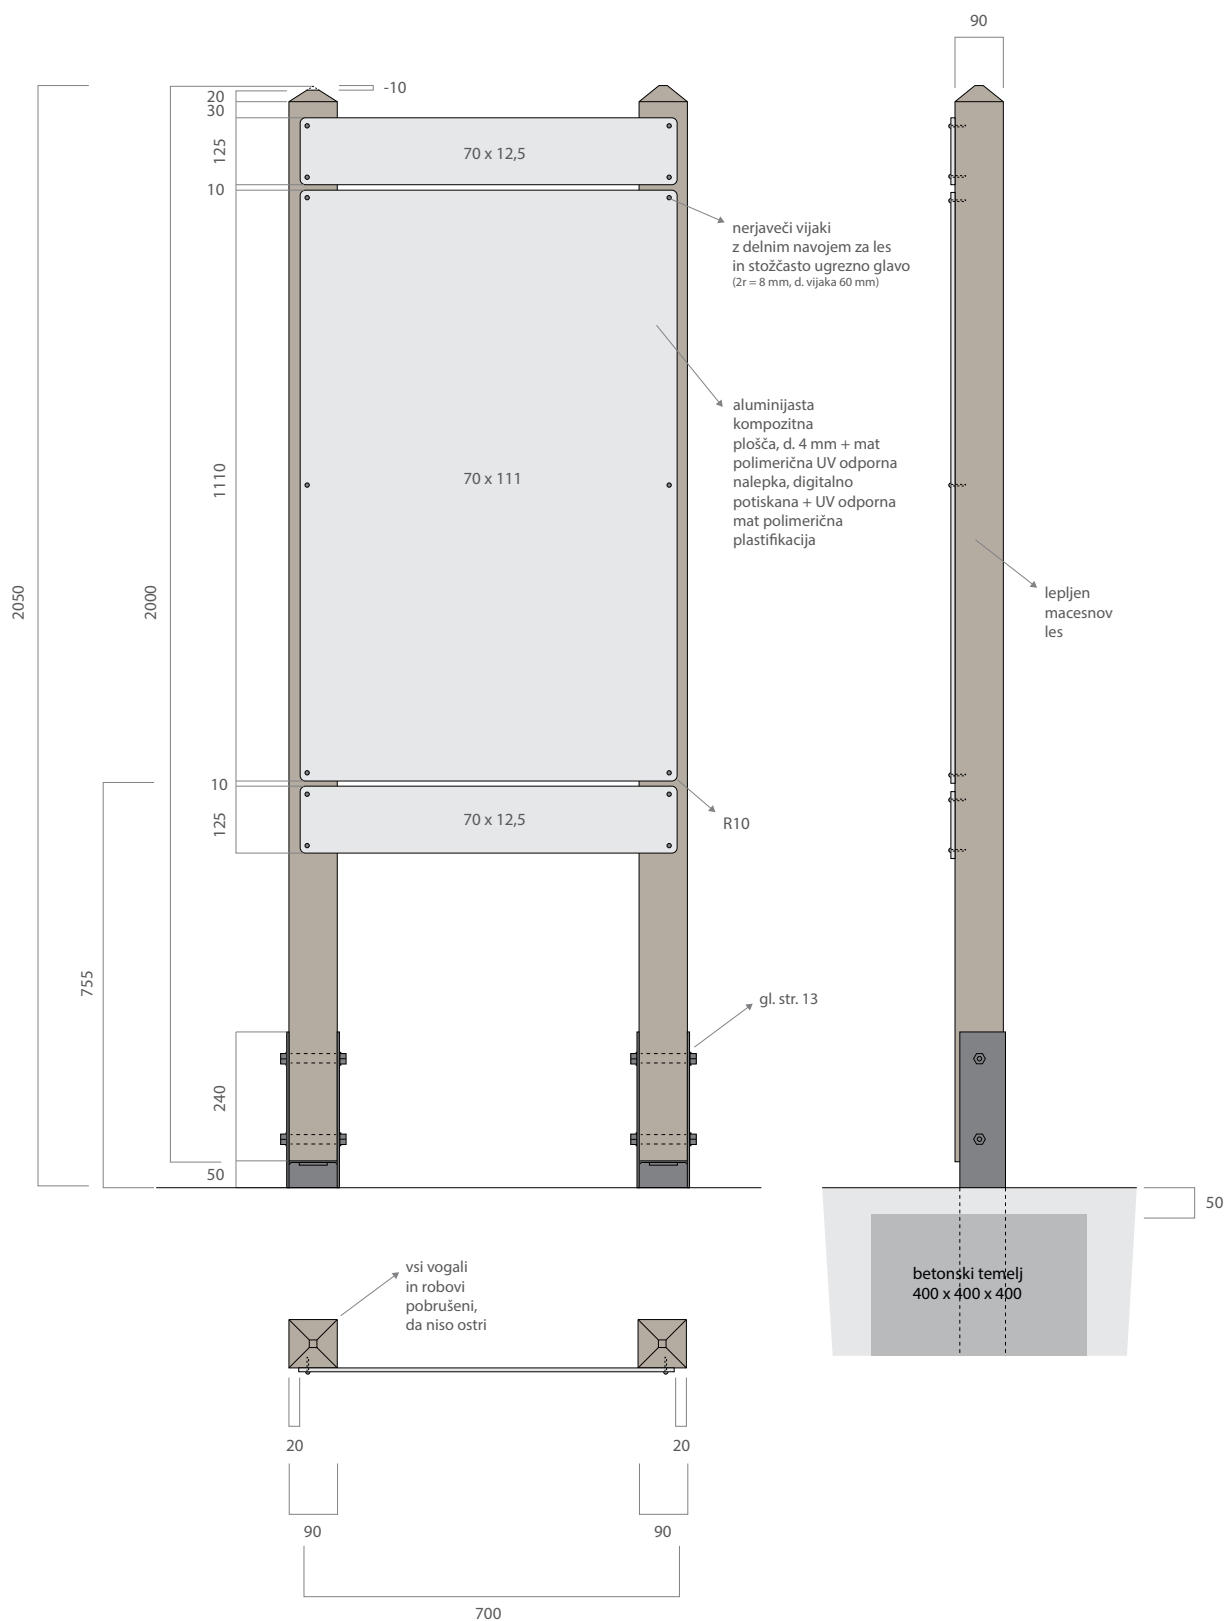 90
-10
20
30
125
70 x 12,5
10
nerjaveči vijaki
z delnim navojem za les
in stožčasto ugrezno glavo
(2r = 8 mm, d. vijaka 60 mm)
aluminijasta
kompozitna
plošča, d. 4 mm + mat
polimerična UV odporna
nalepka, digitalno
potiskana + UV odporna
mat polimerična
plastifikacija
1110
70 x 111
2050
2000
lepljen
macesnov
les
10
125
70 x 12,5
R10
755
gl. str. 13
240
50
50
betonski temelj
400 x 400 x 400
vsi vogali
in robovi
pobrušeni,
da niso ostri
20
20
90
90
700